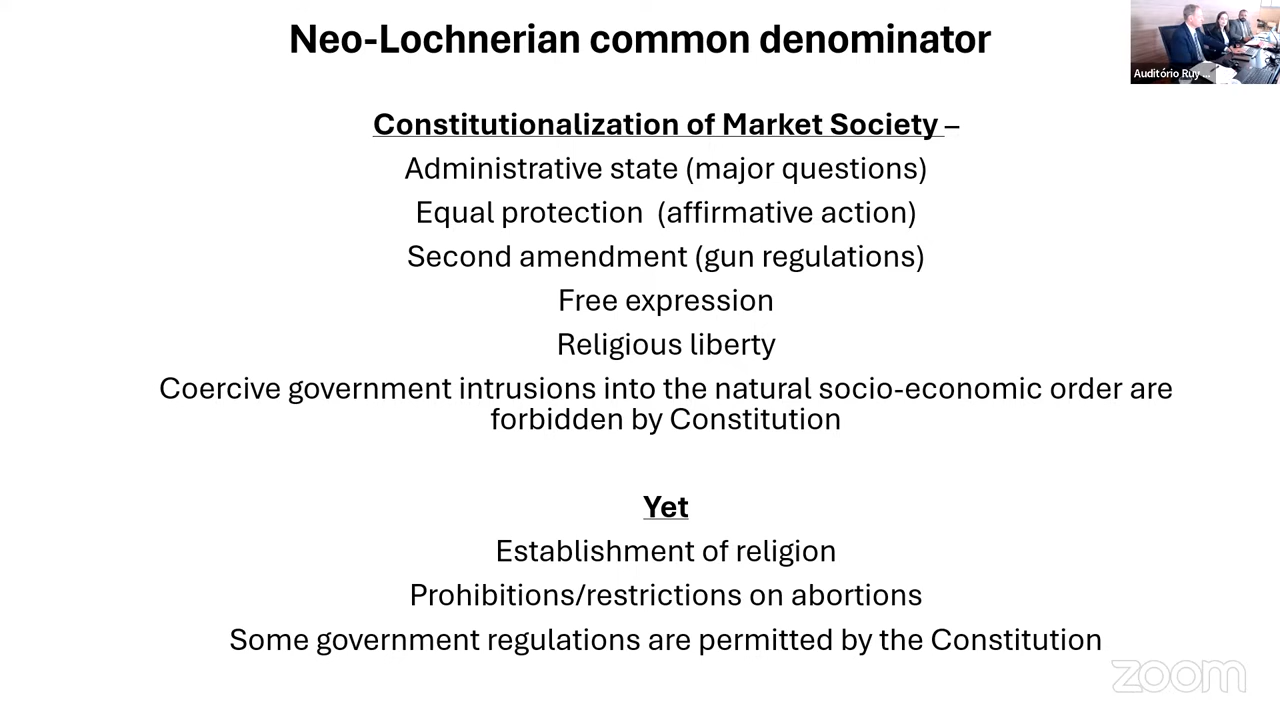 Neo-Lochnerian common denominator
Auditório Ruy ...
Constitutionalization of Market Society –
Administrative state (major questions)
Equal protection  (affirmative action)
Second amendment (gun regulations)
Free expression
Religious liberty
Coercive government intrusions into the natural socio-economic order are
forbidden by Constitution
Yet
Establishment of religion
Prohibitions/restrictions on abortions
Some government regulations are permitted by the Constitution
zoom